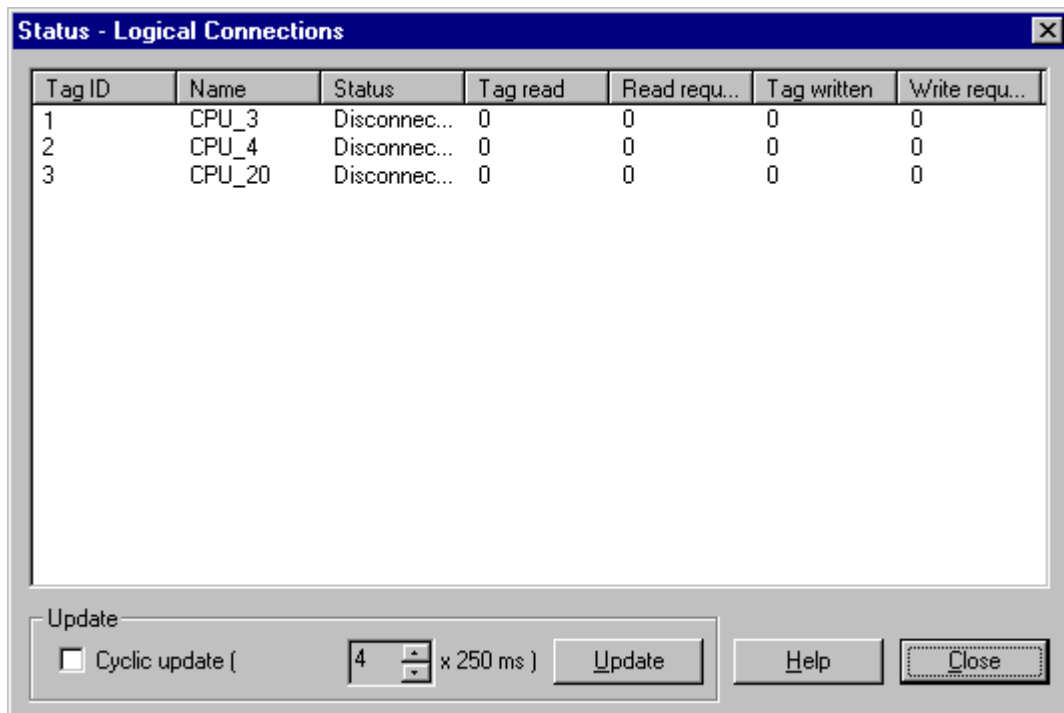 Status - Logical Connections
Tag ID Name Status Tag read Read requ... Tag written Write requ...
1 CPU_3 Disconnec... 0 0 0 0
2 CPU_4 Disconnec... 0 0 0 0
3 CPU_20 Disconnec... 0 0 0 0
Update
Cyclic update ( 4 x 250 ms ) Update Help Close